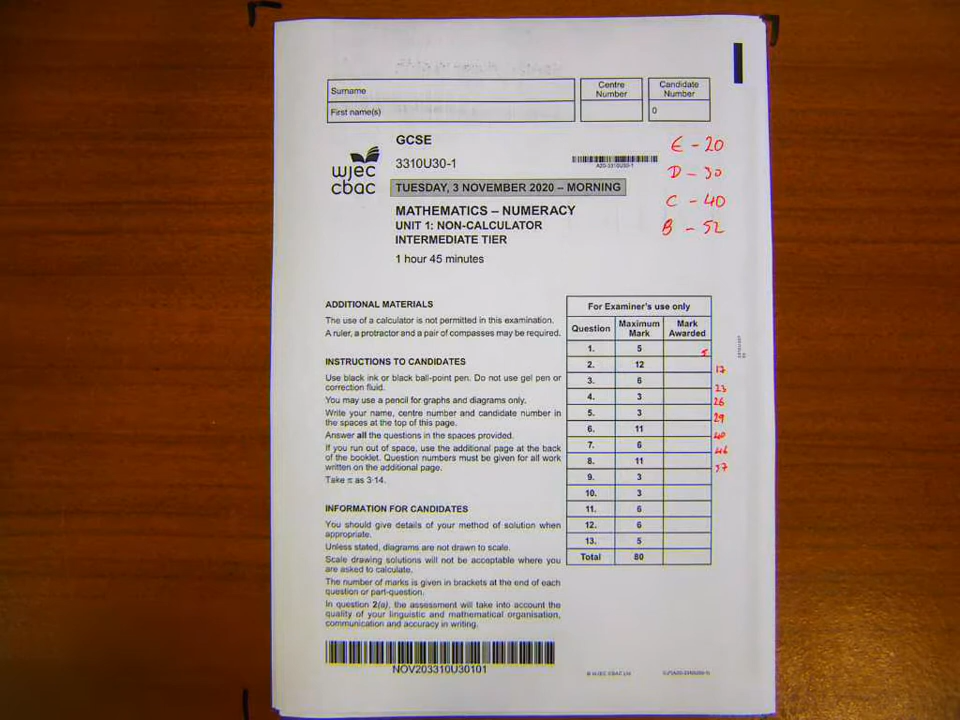 Surname
Centre Number
Candidate Number
First name(s)
0
GCSE
3310U30-1
wjec
cbac
A20-3310U30-1
TUESDAY, 3 NOVEMBER 2020 – MORNING
MATHEMATICS – NUMERACY
UNIT 1: NON-CALCULATOR
INTERMEDIATE TIER
1 hour 45 minutes
E - 20
D - 30
C - 40
B - 52
ADDITIONAL MATERIALS
The use of a calculator is not permitted in this examination.
A ruler, a protractor and a pair of compasses may be required.
INSTRUCTIONS TO CANDIDATES
Use black ink or black ball-point pen. Do not use gel pen or
correction fluid.
You may use a pencil for graphs and diagrams only.
Write your name, centre number and candidate number in
the spaces at the top of this page.
Answer all the questions in the spaces provided.
If you run out of space, use the additional page at the back
of the booklet. Question numbers must be given for all work
written on the additional page.
Take π as 3·14.
INFORMATION FOR CANDIDATES
You should give details of your method of solution when
appropriate.
Unless stated, diagrams are not drawn to scale.
Scale drawing solutions will not be acceptable where you
are asked to calculate.
The number of marks is given in brackets at the end of each
question or part-question.
In question 2(a), the assessment will take into account the
quality of your linguistic and mathematical organisation,
communication and accuracy in writing.
For Examiner's use only
Question Maximum Mark Mark Awarded
1. 5 5
2. 12 17
3. 6 23
4. 3 26
5. 3 29
6. 11 40
7. 6 46
8. 11 57
9. 3
10. 3
11. 6
12. 6
13. 5
Total 80
NOV203310U30101
© WJEC CBAC Ltd.